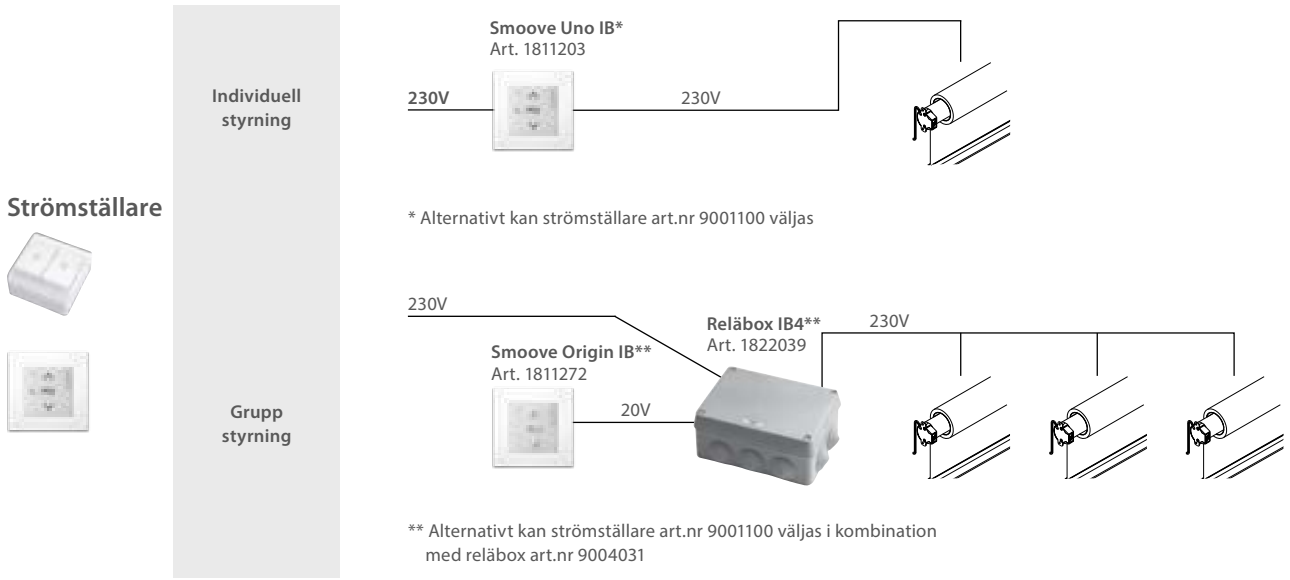 Strömställare
Individuell
styrning
Smoove Uno IB*
Art. 1811203
230V
230V
* Alternativt kan strömställare art.nr 9001100 väljas
Grupp
styrning
230V
Smoove Origin IB**
Art. 1811272
20V
Reläbox IB4**
Art. 1822039
230V
** Alternativt kan strömställare art.nr 9001100 väljas i kombination
med reläbox art.nr 9004031